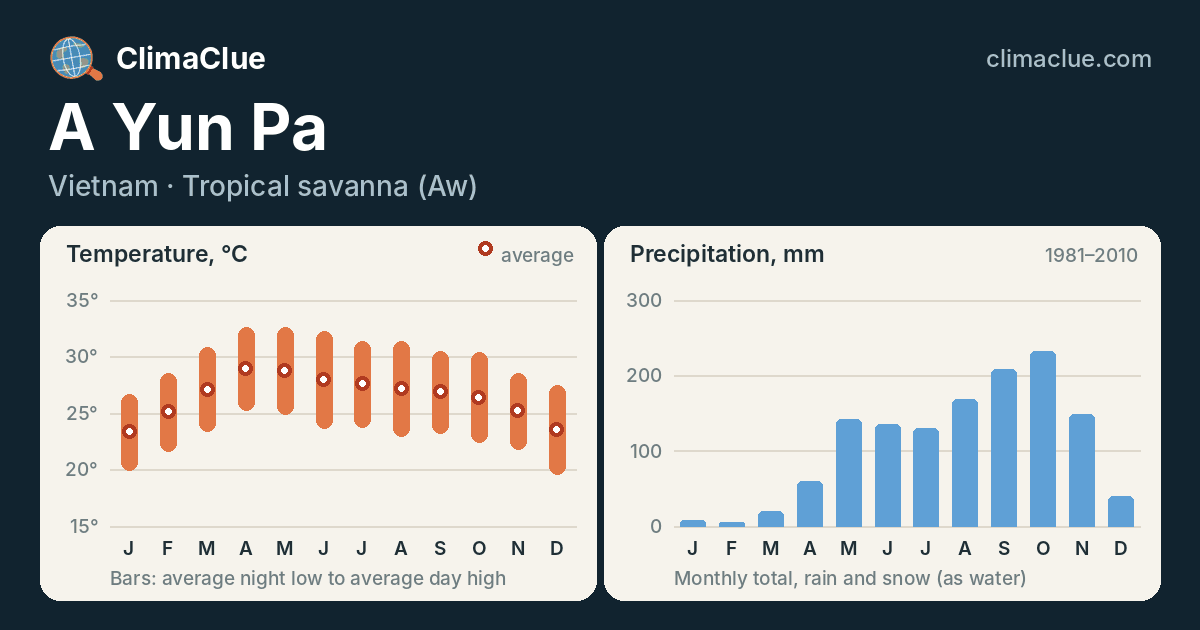 ClimaClue
climaclue.com
A Yun Pa
Vietnam · Tropical savanna (Aw)
Temperature, °C
average
35°
30°
25°
20°
15°
J F M A M J J A S O N D
Bars: average night low to average day high
Precipitation, mm
1981–2010
300
200
100
0
J F M A M J J A S O N D
Monthly total, rain and snow (as water)